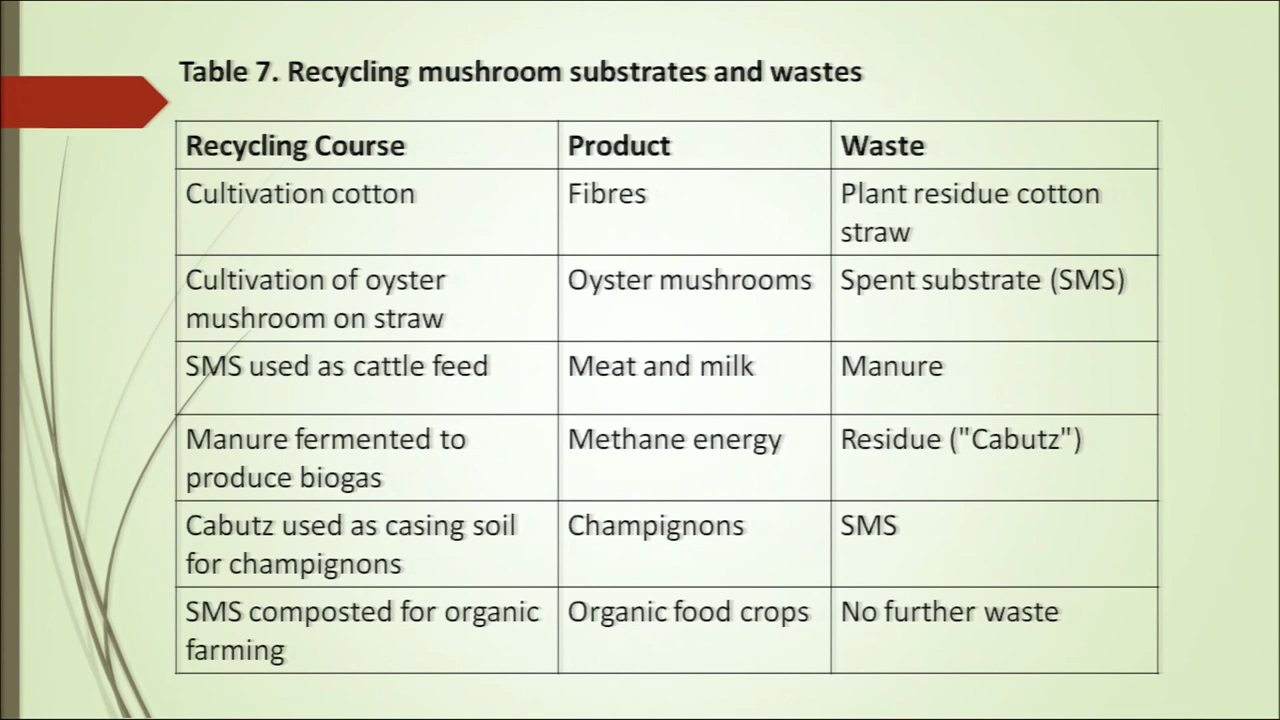 Table 7. Recycling mushroom substrates and wastes
Recycling Course Product Waste
Cultivation cotton Fibres Plant residue cotton
straw
Cultivation of oyster Oyster mushrooms Spent substrate (SMS)
mushroom on straw
SMS used as cattle feed Meat and milk Manure
Manure fermented to Methane energy Residue ("Cabutz")
produce biogas
Cabutz used as casing soil Champignons SMS
for champignons
SMS composted for organic Organic food crops No further waste
farming